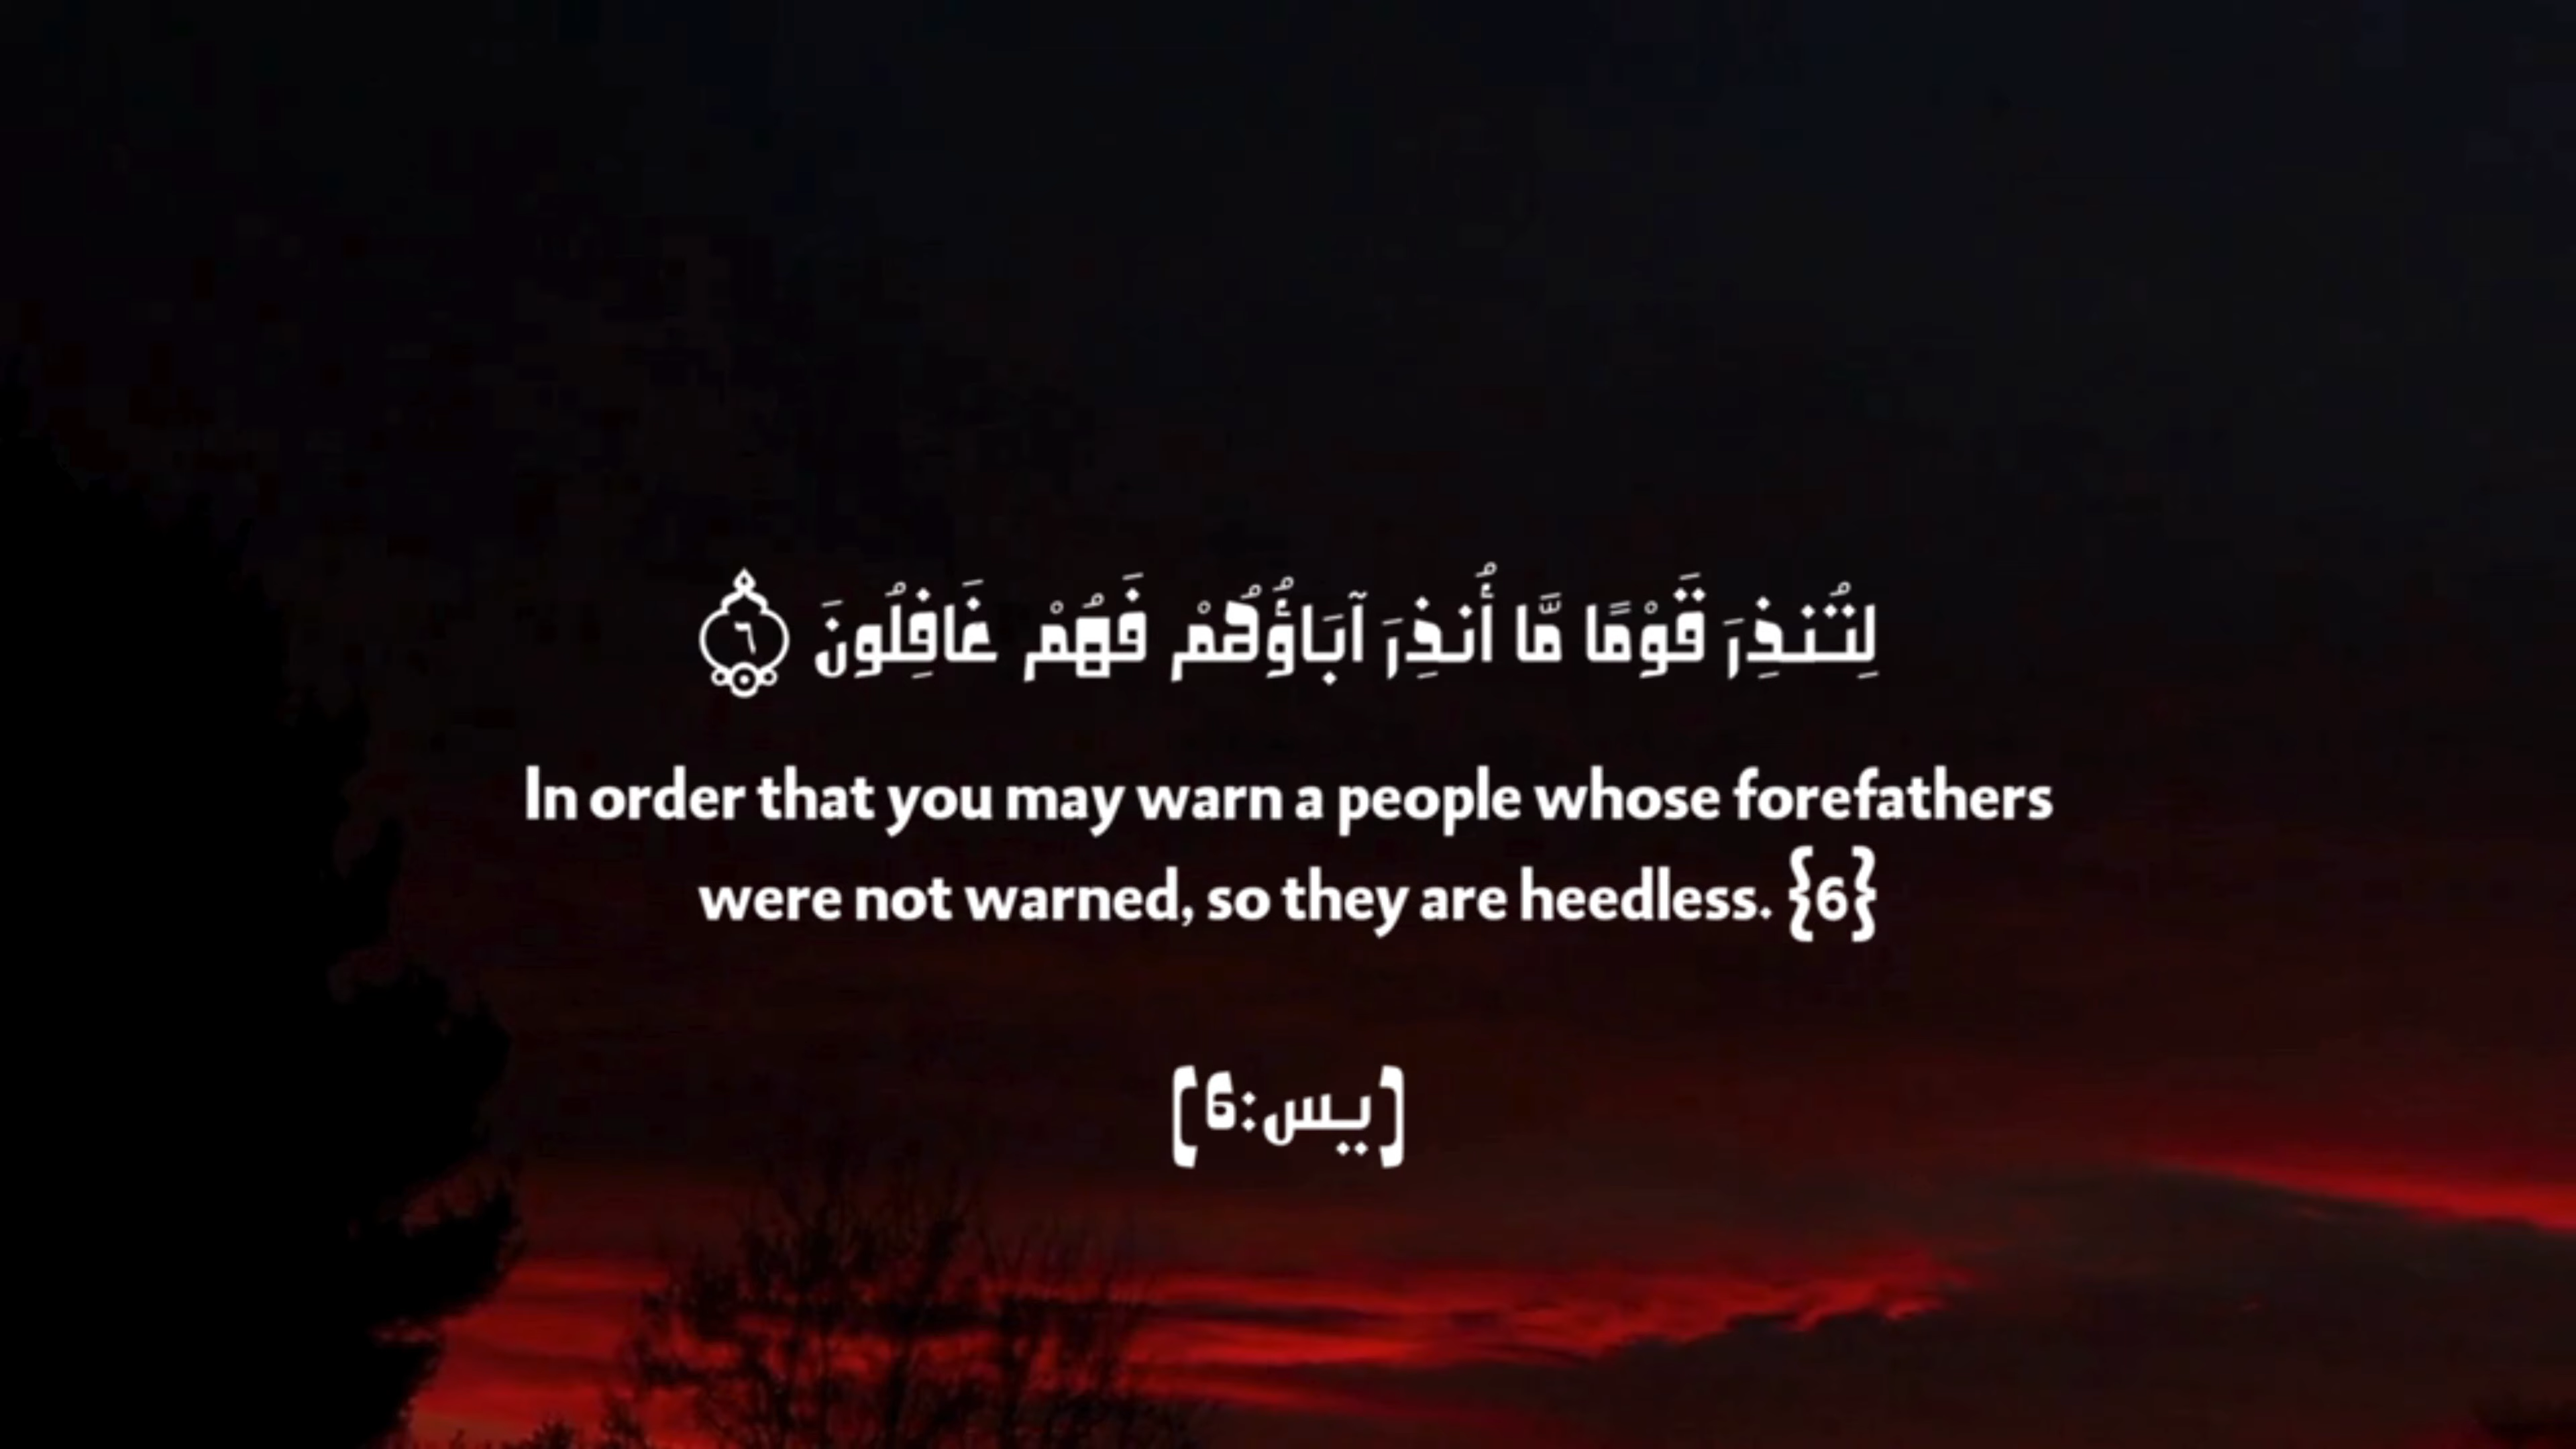 لِتُنذِرَ قَوْمًا مَّا أُنذِرَ آبَاؤُهُمْ فَهُمْ غَافِلُونَ ٦
In order that you may warn a people whose forefathers
were not warned, so they are heedless. {6}
[يس:6]